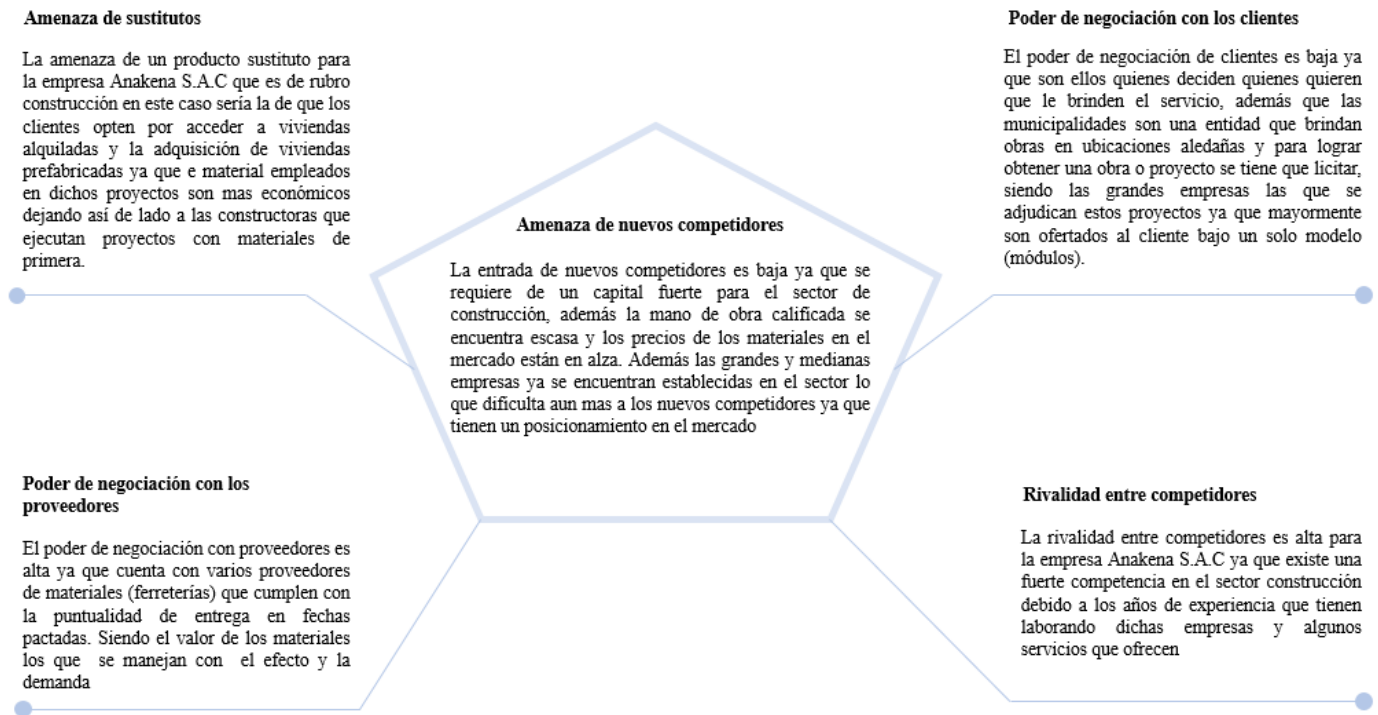 Amenaza de sustitutos
La amenaza de un producto sustituto para
la empresa Anakena S.A.C que es de rubro
construcción en este caso sería la de que los
clientes opten por acceder a viviendas
alquiladas y la adquisición de viviendas
prefabricadas ya que e material empleados
en dichos proyectos son mas económicos
dejando así de lado a las constructoras que
ejecutan proyectos con materiales de
primera.
Poder de negociación con los clientes
El poder de negociación de clientes es baja ya
que son ellos quienes deciden quienes quieren
que le brinden el servicio, además que las
municipalidades son una entidad que brindan
obras en ubicaciones aledañas y para lograr
obtener una obra o proyecto se tiene que licitar,
siendo las grandes empresas las que se
adjudican estos proyectos ya que mayormente
son ofertados al cliente bajo un solo modelo
(módulos).
Amenaza de nuevos competidores
La entrada de nuevos competidores es baja ya que se
requiere de un capital fuerte para el sector de
construcción, además la mano de obra calificada se
encuentra escasa y los precios de los materiales en el
mercado están en alza. Además las grandes y medianas
empresas ya se encuentran establecidas en el sector lo
que dificulta aun mas a los nuevos competidores ya que
tienen un posicionamiento en el mercado
Poder de negociación con los
proveedores
El poder de negociación con proveedores es
alta ya que cuenta con varios proveedores
de materiales (ferreterías) que cumplen con
la puntualidad de entrega en fechas
pactadas. Siendo el valor de los materiales
los que se manejan con el efecto y la
demanda
Rivalidad entre competidores
La rivalidad entre competidores es alta para
la empresa Anakena S.A.C ya que existe una
fuerte competencia en el sector construcción
debido a los años de experiencia que tienen
laborando dichas empresas y algunos
servicios que ofrecen